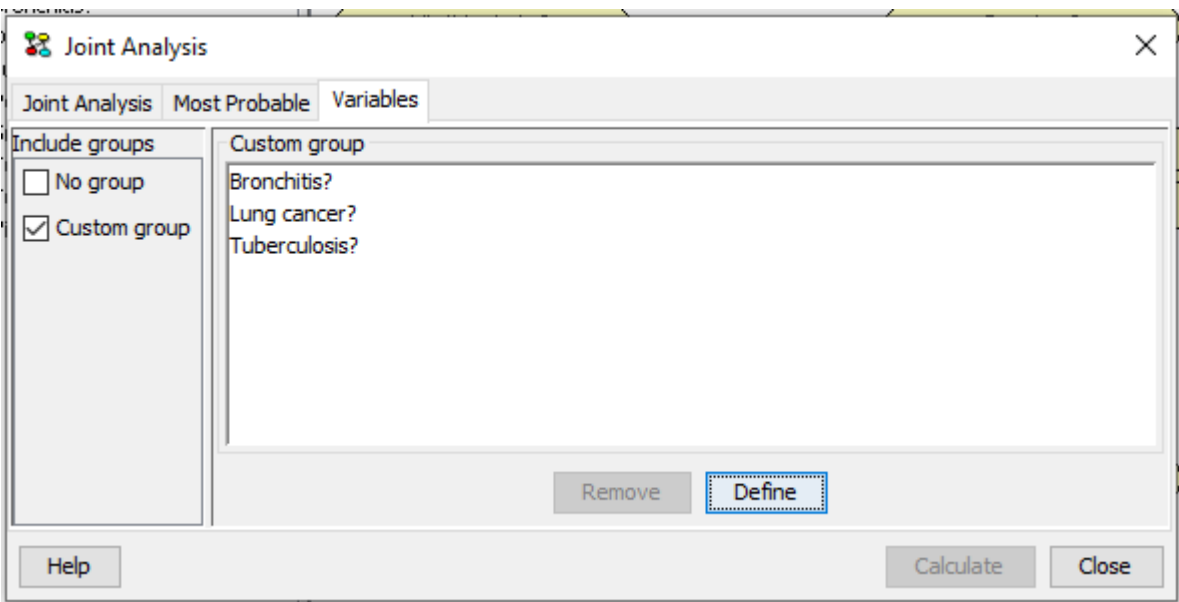 Joint Analysis
Joint Analysis Most Probable Variables
Include groups
No group
Custom group
Custom group
Bronchitis?
Lung cancer?
Tuberculosis?
Remove Define
Help Calculate Close